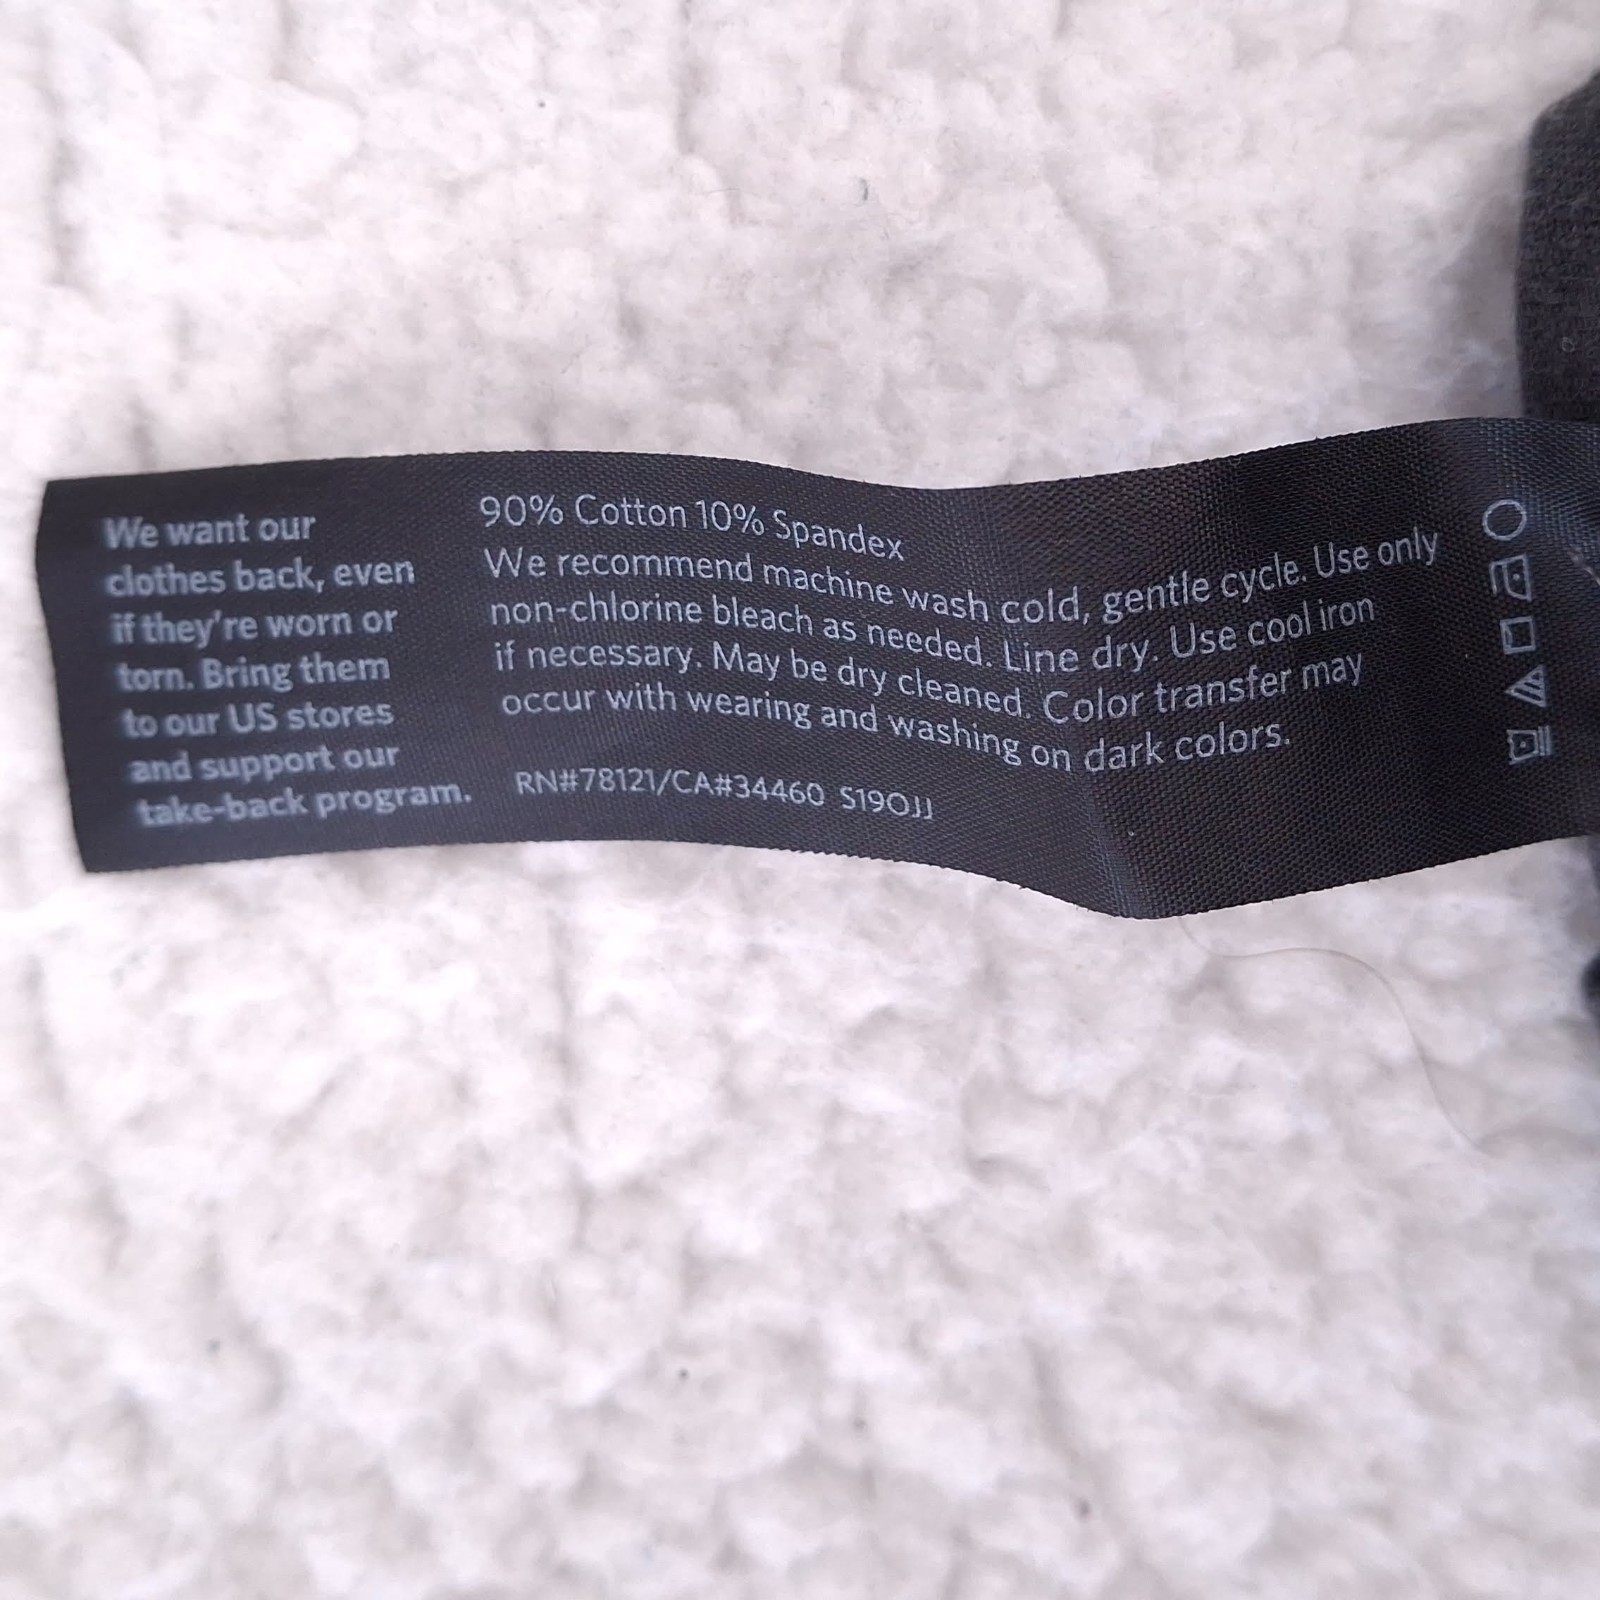 We want our
clothes back, even
if they're worn or
torn. Bring them
to our US stores
and support our
take-back program.
90% Cotton 10% Spandex
We recommend machine wash cold, gentle cycle. Use only
non-chlorine bleach as needed. Line dry. Use cool iron
if necessary. May be dry cleaned. Color transfer may
occur with wearing and washing on dark colors.
RN#78121/CA#34460 S19OJJ